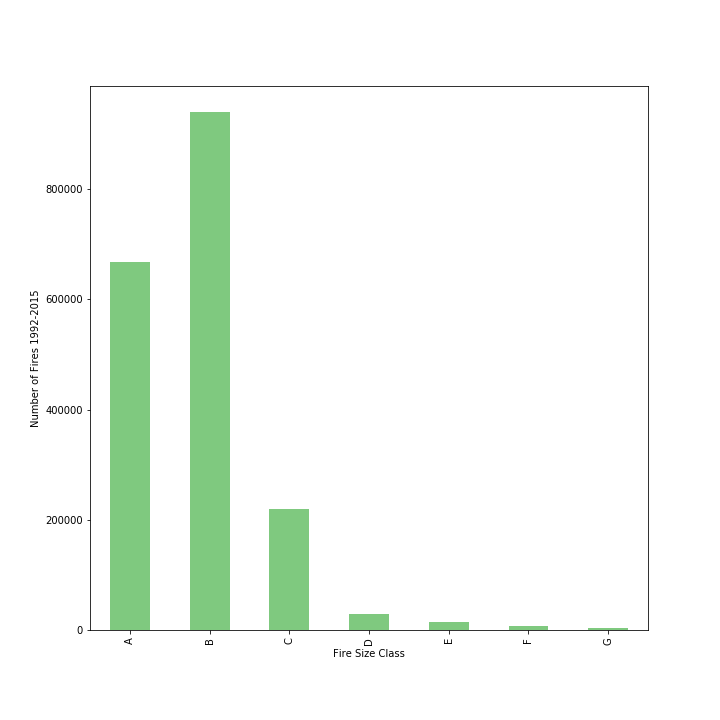 800000
600000
400000
200000
0
Number of Fires 1992-2015
A
B
C
D
E
F
G
Fire Size Class